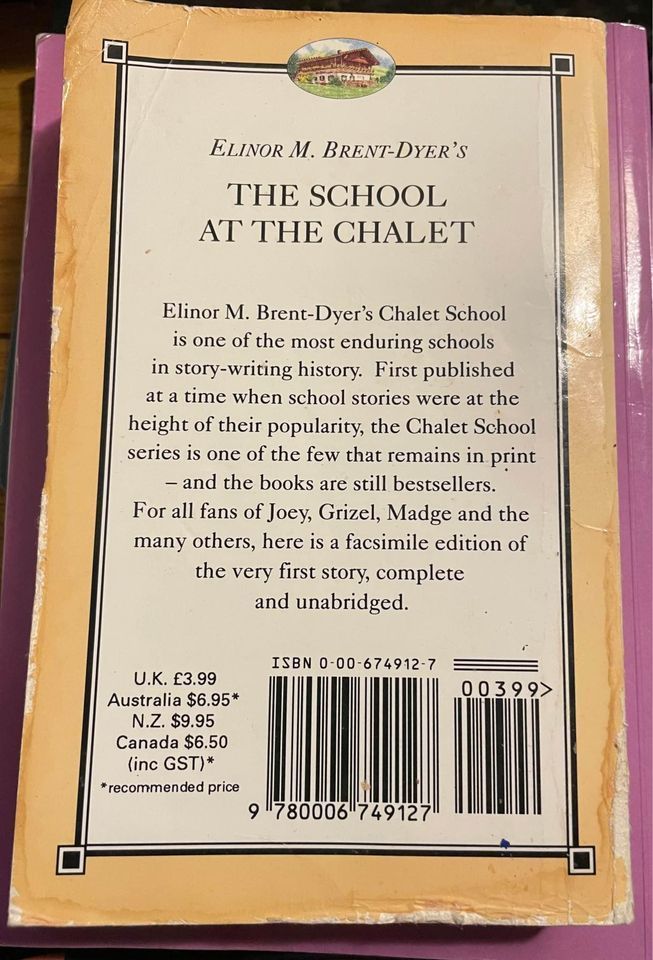 ELINOR M. BRENT-DYER'S
THE SCHOOL
AT THE CHALET
Elinor M. Brent-Dyer's Chalet School
is one of the most enduring schools
in story-writing history. First published
at a time when school stories were at the
height of their popularity, the Chalet School
series is one of the few that remains in print
– and the books are still bestsellers.
For all fans of Joey, Grizel, Madge and the
many others, here is a facsimile edition of
the very first story, complete
and unabridged.
U.K. £3.99
Australia $6.95*
N.Z. $9.95
Canada $6.50
(inc GST)*
*recommended price
ISBN 0-00-674912-7
00399>
9 780006 749127